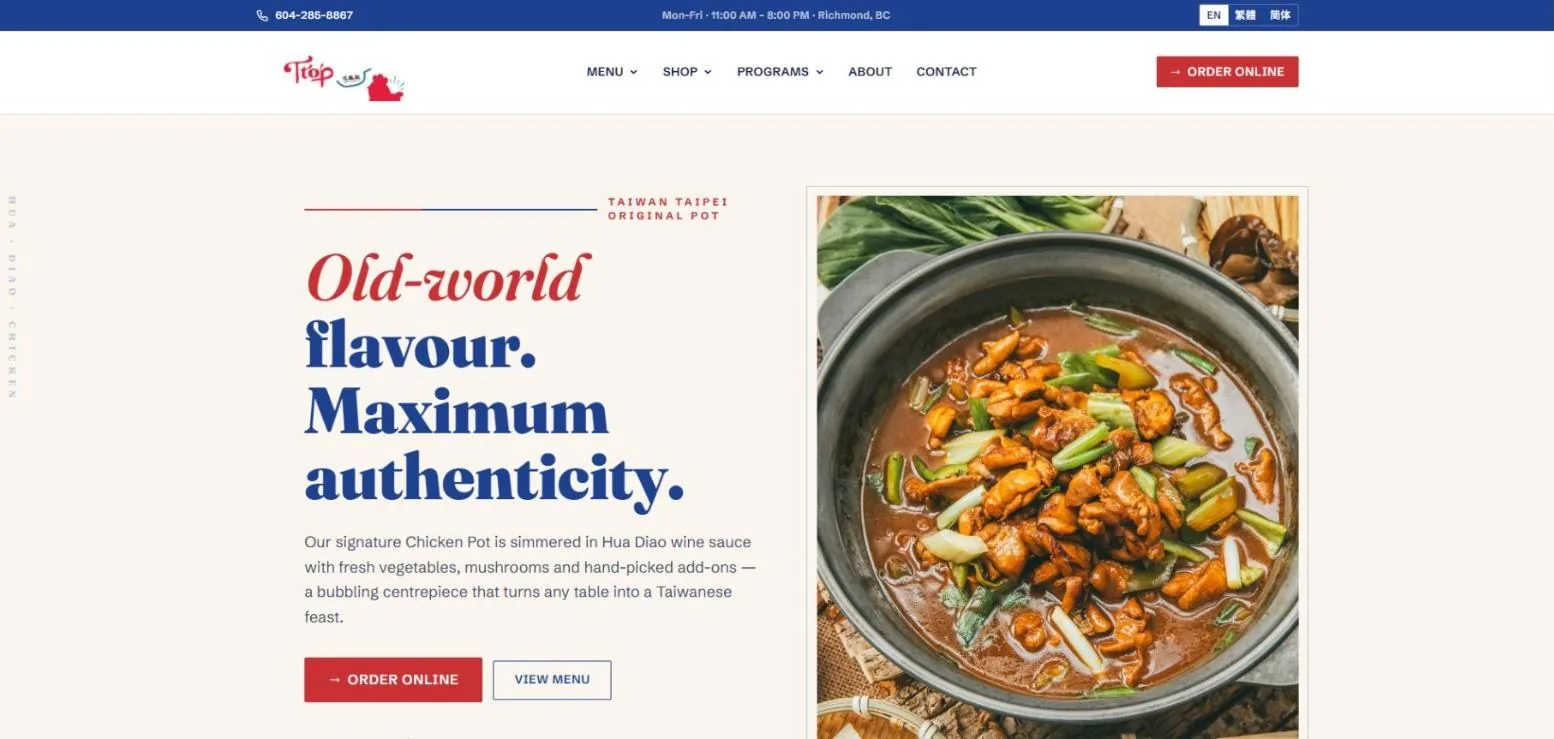 604-285-8867
Mon-Fri · 11:00 AM - 8:00 PM · Richmond, BC
EN 繁體 简体
Trop
MENU SHOP PROGRAMS ABOUT CONTACT
→ ORDER ONLINE
HUA · DIAO · CHICKEN
TAIWAN TAIPEI
ORIGINAL POT
Old-world
flavour.
Maximum
authenticity.
Our signature Chicken Pot is simmered in Hua Diao wine sauce
with fresh vegetables, mushrooms and hand-picked add-ons —
a bubbling centrepiece that turns any table into a Taiwanese
feast.
→ ORDER ONLINE
VIEW MENU